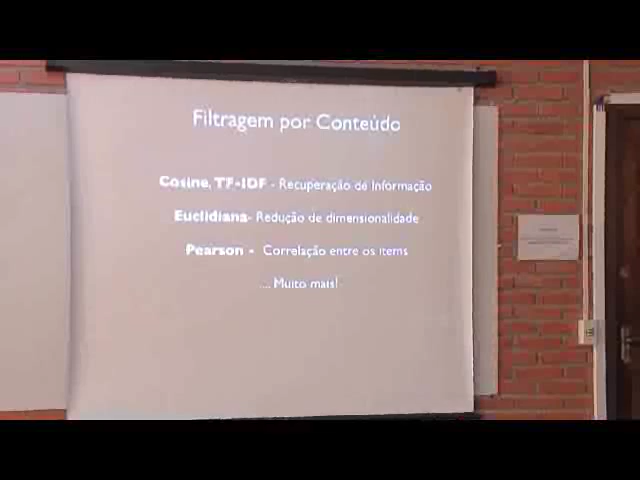 Filtragem por Conteúdo
Cosine, TF-IDF - Recuperação de Informação
Euclidiana- Redução de dimensionalidade
Pearson - Correlação entre os items
... Muito mais!